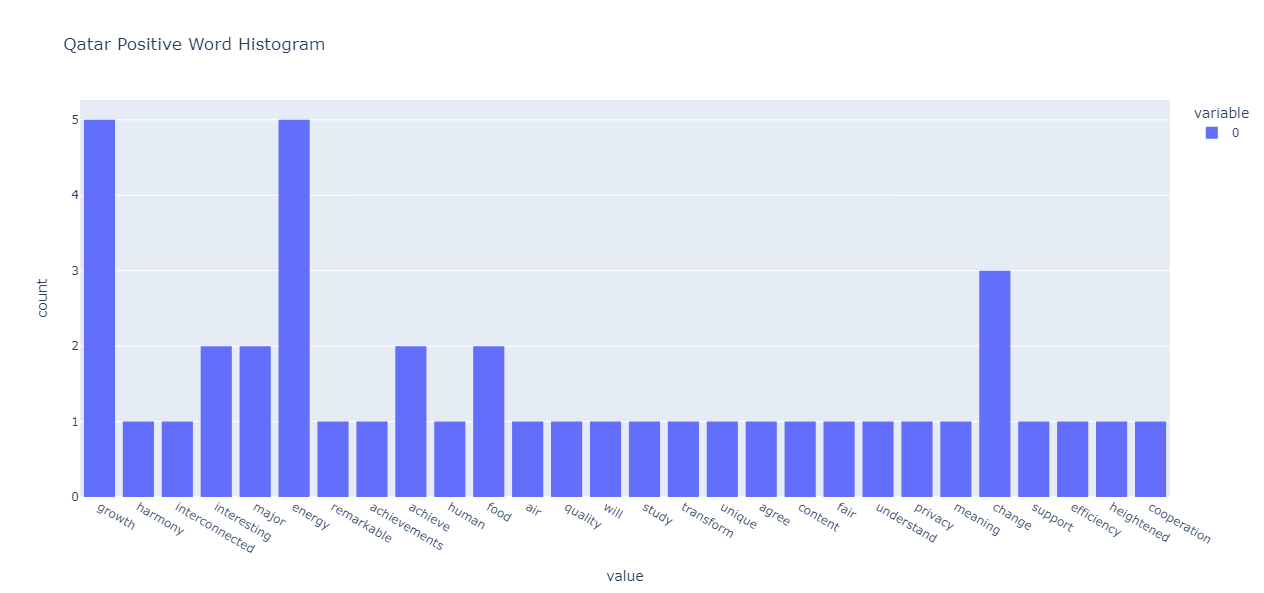 Qatar Positive Word Histogram
variable
0
count
5
4
3
2
1
0
growth
harmony
interconnected
interesting
major
energy
remarkable
achievements
achieve
human
food
air
quality
will
study
transform
unique
agree
content
fair
understand
privacy
meaning
change
support
efficiency
heightened
cooperation
value